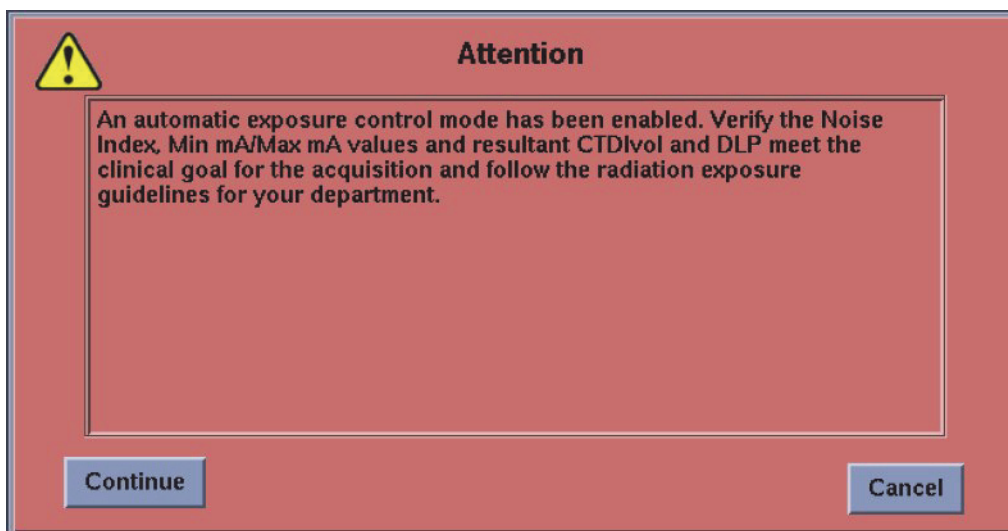 Attention
An automatic exposure control mode has been enabled. Verify the Noise
Index, Min mA/Max mA values and resultant CTDIvol and DLP meet the
clinical goal for the acquisition and follow the radiation exposure
guidelines for your department.
Continue
Cancel